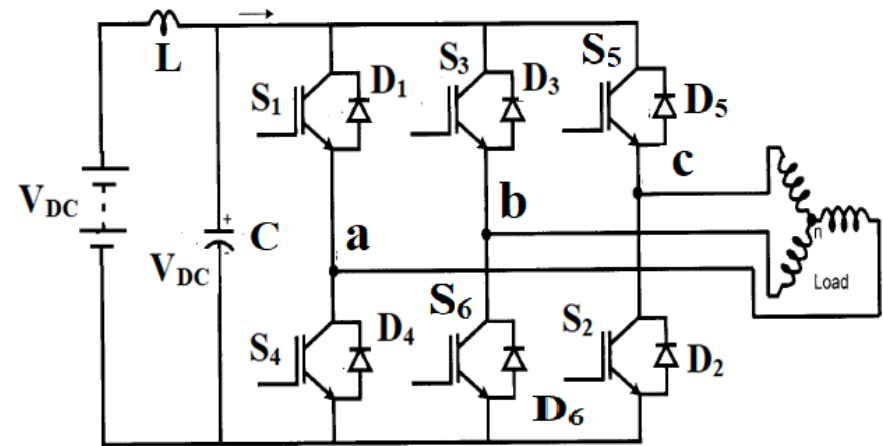 L
S1
D1
S3
D3
S5
D5
VDC
+
C
VDC
-
a
b
c
n
Load
S4
D4
S6
D6
S2
D2